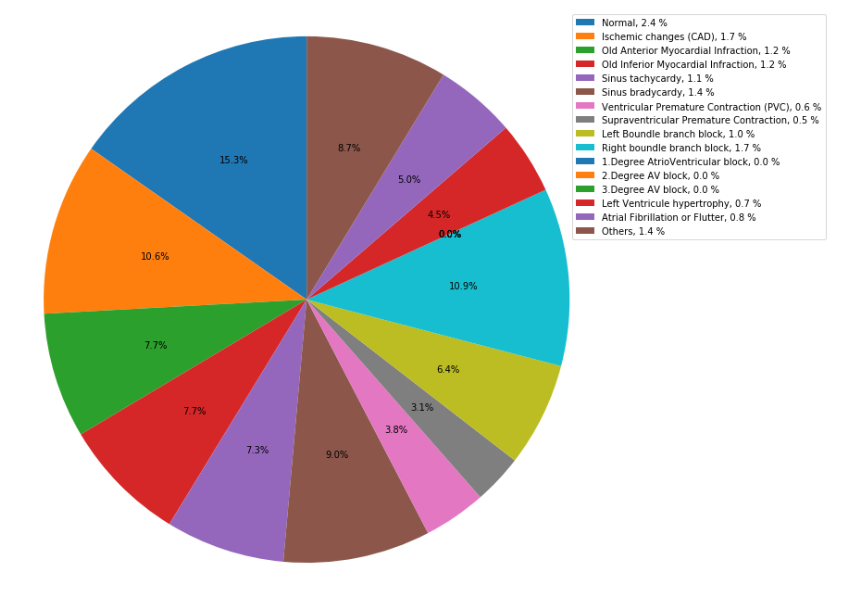 Normal, 2.4 %
Ischemic changes (CAD), 1.7 %
Old Anterior Myocardial Infraction, 1.2 %
Old Inferior Myocardial Infraction, 1.2 %
Sinus tachycardy, 1.1 %
Sinus bradycardy, 1.4 %
Ventricular Premature Contraction (PVC), 0.6 %
Supraventricular Premature Contraction, 0.5 %
Left Boundle branch block, 1.0 %
Right boundle branch block, 1.7 %
1.Degree AtrioVentricular block, 0.0 %
2.Degree AV block, 0.0 %
3.Degree AV block, 0.0 %
Left Ventricule hypertrophy, 0.7 %
Atrial Fibrillation or Flutter, 0.8 %
Others, 1.4 %
15.3%
10.6%
7.7%
7.7%
7.3%
9.0%
3.8%
3.1%
6.4%
10.9%
0.0%
4.5%
5.0%
8.7%